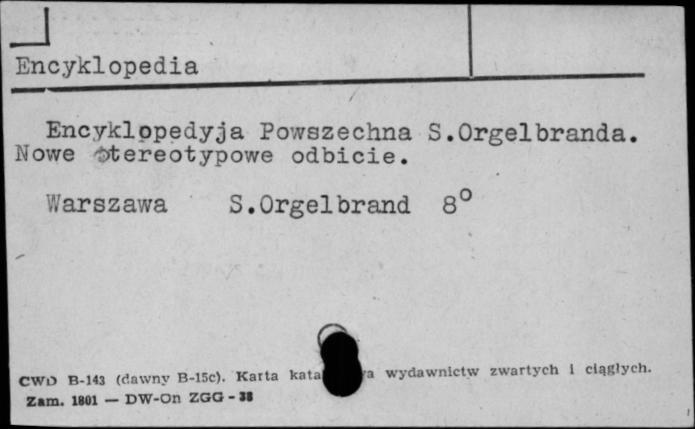 Encyklopedia
Encyklopedyja Powszechna S.Orgelbranda.
Nowe stereotypowe odbicie.
Warszawa S.Orgelbrand 8°
CWD B-143 (dawny B-15c). Karta wydawnictw zwartych i ciągłych.
Zam. 1801 — DW-On ZGG - 38